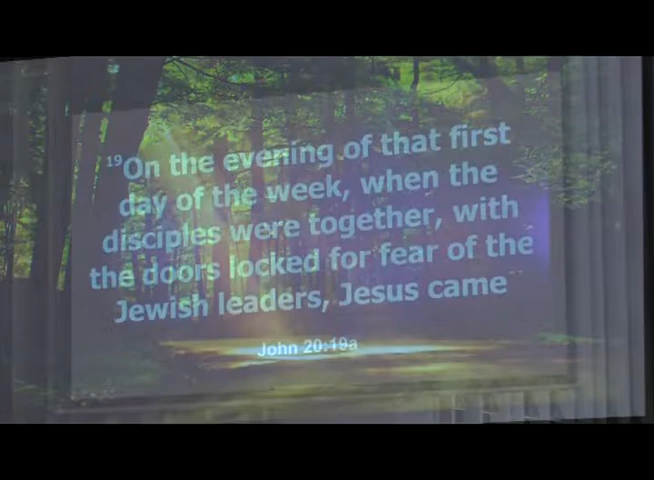 19On the evening of that first
day of the week, when the
disciples were together, with
the doors locked for fear of the
Jewish leaders, Jesus came
John 20:19a